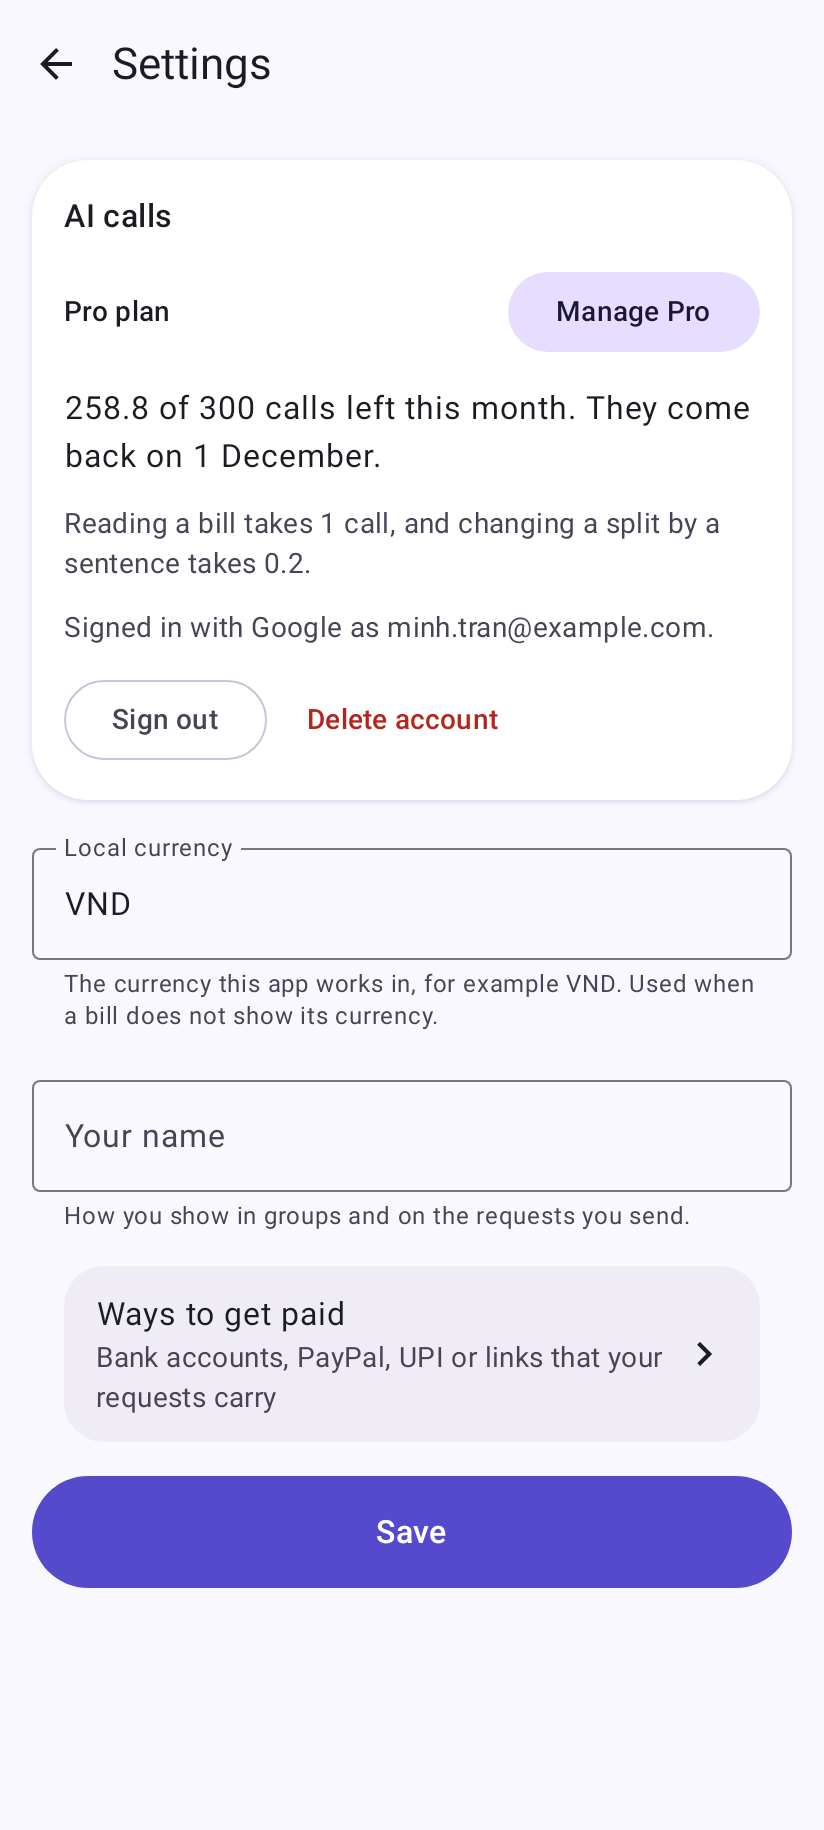 Settings
AI calls
Pro plan
Manage Pro
258.8 of 300 calls left this month. They come
back on 1 December.
Reading a bill takes 1 call, and changing a split by a
sentence takes 0.2.
Signed in with Google as minh.tran@example.com.
Sign out
Delete account
Local currency
VND
The currency this app works in, for example VND. Used when
a bill does not show its currency.
Your name
How you show in groups and on the requests you send.
Ways to get paid
Bank accounts, PayPal, UPI or links that your
requests carry
Save